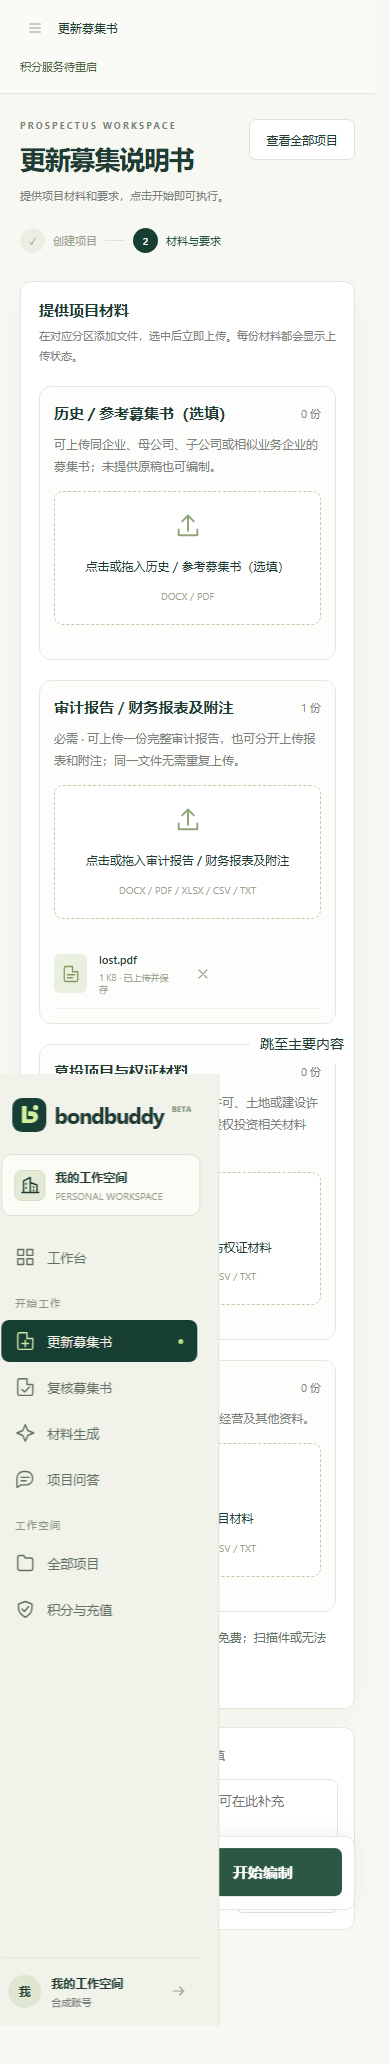 更新募集书
积分服务待重启
PROSPECTUS WORKSPACE
更新募集说明书
查看全部项目
提供项目材料和要求，点击开始即可执行。
✓ 创建项目 2 材料与要求
提供项目材料
在对应分区添加文件，选中后立即上传。每份材料都会显示上
传状态。
历史 / 参考募集书（选填） 0 份
可上传同企业、母公司、子公司或相似业务企业的
募集书；未提供原稿也可编制。
点击或拖入历史 / 参考募集书（选填）
DOCX / PDF
审计报告 / 财务报表及附注 1 份
必需 · 可上传一份完整审计报告，也可分开上传报
表和附注；同一文件无需重复上传。
点击或拖入审计报告 / 财务报表及附注
DOCX / PDF / XLSX / CSV / TXT
lost.pdf
1 KB · 已上传并保
存
跳至主要内容
募投项目与权证材料 0 份
可、土地或建设许
权投资相关材料
权证材料
SV / TXT
0 份
经营及其他资料。
目材料
SV / TXT
免费；扫描件或无法
值
可在此补充
开始编制
bondbuddy BETA
我的工作空间
PERSONAL WORKSPACE
工作台
开始工作
更新募集书
复核募集书
材料生成
项目问答
工作空间
全部项目
积分与充值
我 我的工作空间
合成账号